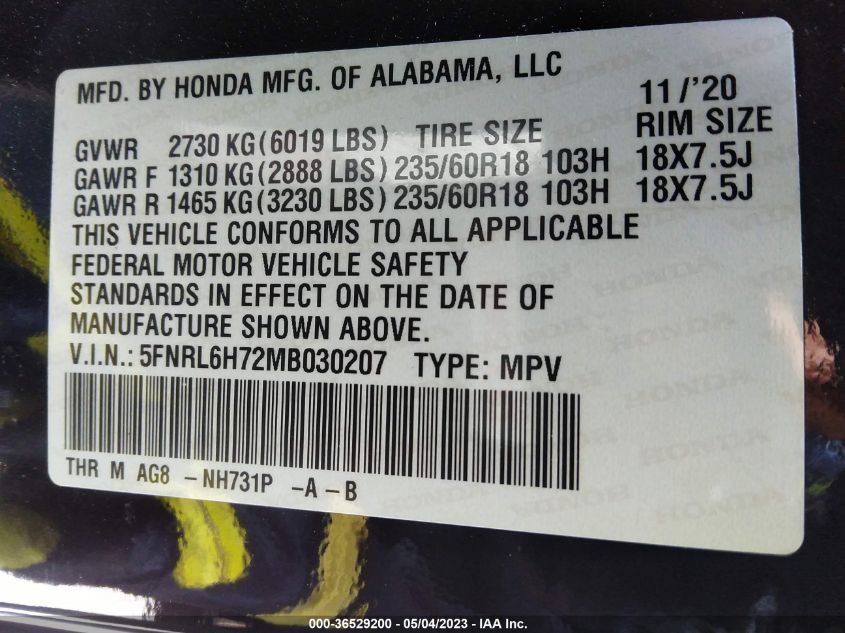 MFD. BY HONDA MFG. OF ALABAMA, LLC
11/'20
GVWR 2730 KG(6019 LBS) TIRE SIZE RIM SIZE
GAWR F 1310 KG(2888 LBS) 235/60R18 103H 18X7.5J
GAWR R 1465 KG(3230 LBS) 235/60R18 103H 18X7.5J
THIS VEHICLE CONFORMS TO ALL APPLICABLE
FEDERAL MOTOR VEHICLE SAFETY
STANDARDS IN EFFECT ON THE DATE OF
MANUFACTURE SHOWN ABOVE.
V.I.N.: 5FNRL6H72MB030207 TYPE: MPV
THR M AG8 -NH731P -A -B
000-36529200 - 05/04/2023 - IAA Inc.